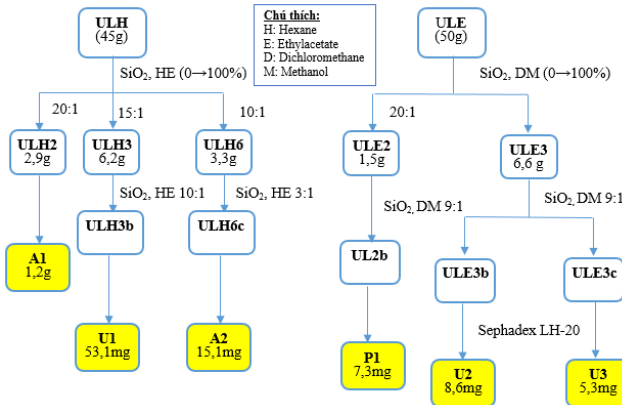 ULH
(45g)
Chú thích:
H: Hexane
E: Ethylacetate
D: Dichloromethane
M: Methanol
ULE
(50g)
SiO₂, HE (0→100%)
SiO₂, DM (0→100%)
20:1
15:1
10:1
20:1
ULH2
2,9g
ULH3
6,2g
ULH6
3,3g
ULE2
1,5g
ULE3
6,6 g
SiO₂, HE 10:1
SiO₂, HE 3:1
SiO₂, DM 9:1
SiO₂, DM 9:1
ULH3b
ULH6c
UL2b
ULE3b
ULE3c
A1
1,2g
Sephadex LH-20
U1
53,1mg
A2
15,1mg
P1
7,3mg
U2
8,6mg
U3
5,3mg